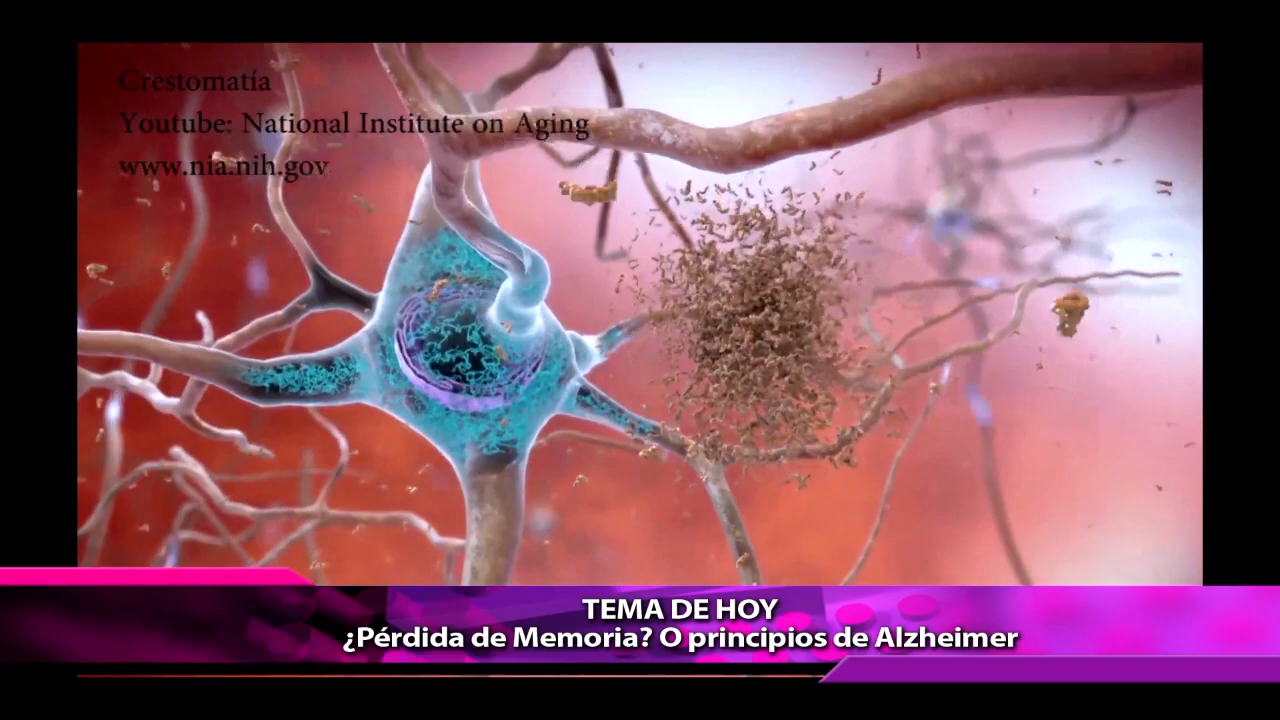 Crestomatía
Youtube: National Institute on Aging
www.nia.nih.gov
TEMA DE HOY
¿Pérdida de Memoria? O principios de Alzheimer